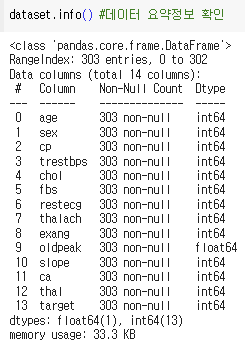 dataset.info() #데이터 요약정보 확인
<class 'pandas.core.frame.DataFrame'>
RangeIndex: 303 entries, 0 to 302
Data columns (total 14 columns):
 #   Column    Non-Null Count  Dtype
---  ------    --------------  -----
 0   age       303 non-null    int64
 1   sex       303 non-null    int64
 2   cp        303 non-null    int64
 3   trestbps  303 non-null    int64
 4   chol      303 non-null    int64
 5   fbs       303 non-null    int64
 6   restecg   303 non-null    int64
 7   thalach   303 non-null    int64
 8   exang     303 non-null    int64
 9   oldpeak   303 non-null    float64
 10  slope     303 non-null    int64
 11  ca        303 non-null    int64
 12  thal      303 non-null    int64
 13  target    303 non-null    int64
dtypes: float64(1), int64(13)
memory usage: 33.3 KB